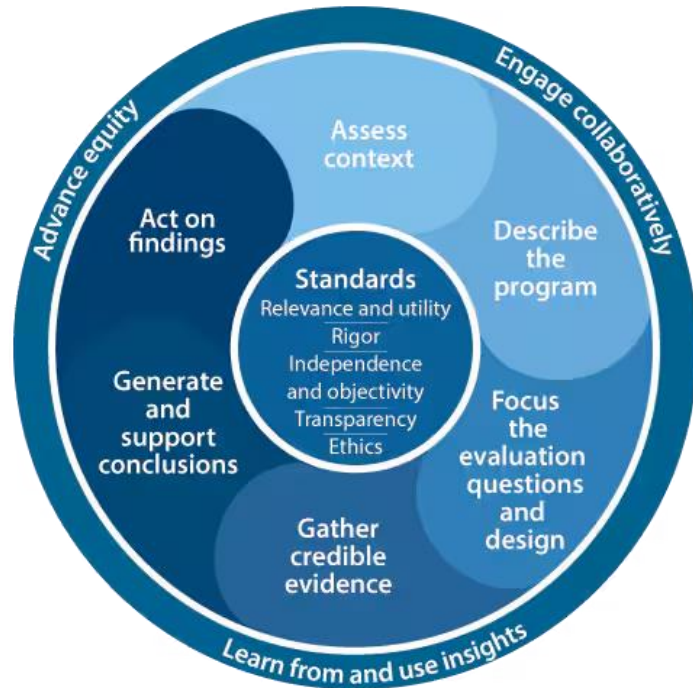 Advance equity
Engage collaboratively
Assess
context
Describe
the
program
Focus
the
evaluation
questions
and
design
Gather
credible
evidence
Generate
and
support
conclusions
Act on
findings
Standards
Relevance and utility
Rigor
Independence
and objectivity
Transparency
Ethics
Learn from and use insights